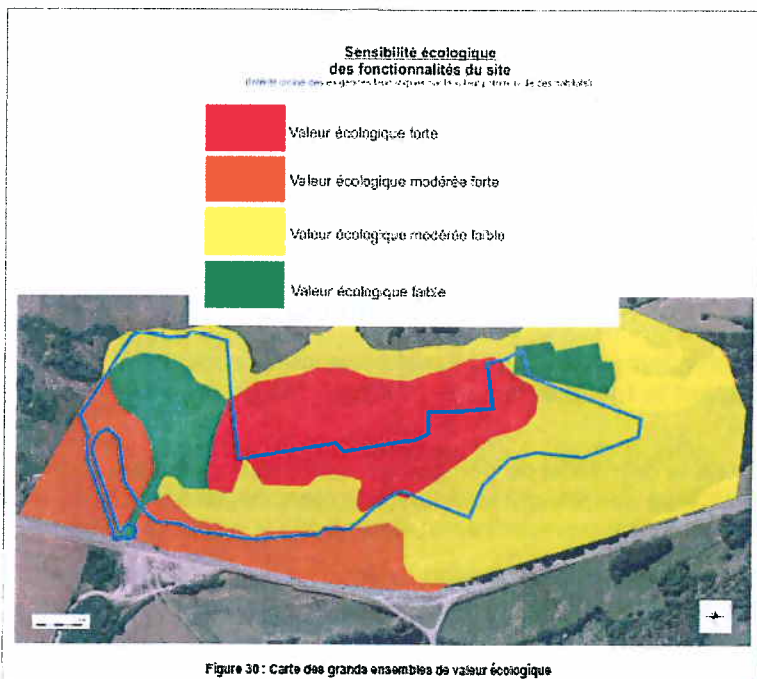 Sensibilité écologique
des fonctionnalités du site
Valeur écologique forte
Valeur écologique modérée forte
Valeur écologique modérée faible
Valeur écologique faible
Figure 30 : Carte des grands ensembles de valeur écologique